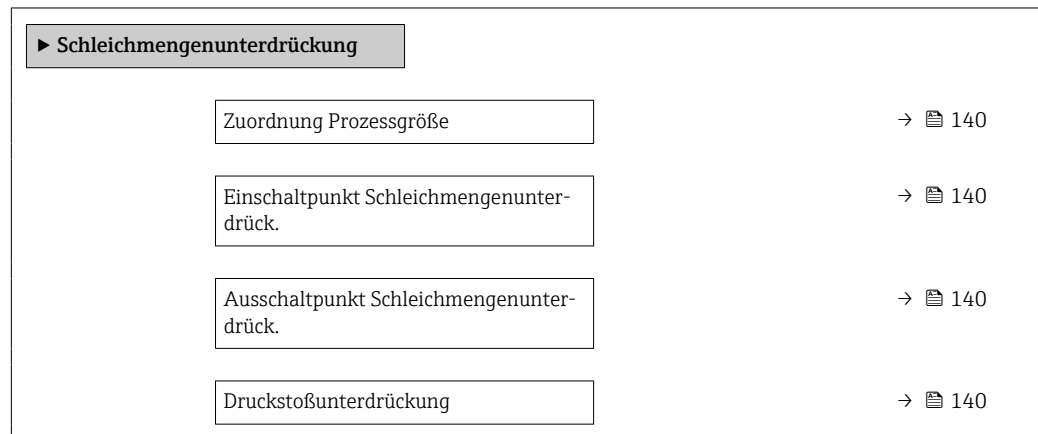 ▶ Schleichmengenunterdrückung
Zuordnung Prozessgröße → 140
Einschaltpunkt Schleichmengenunter-
drück. → 140
Ausschaltpunkt Schleichmengenunter-
drück. → 140
Druckstoßunterdrückung → 140